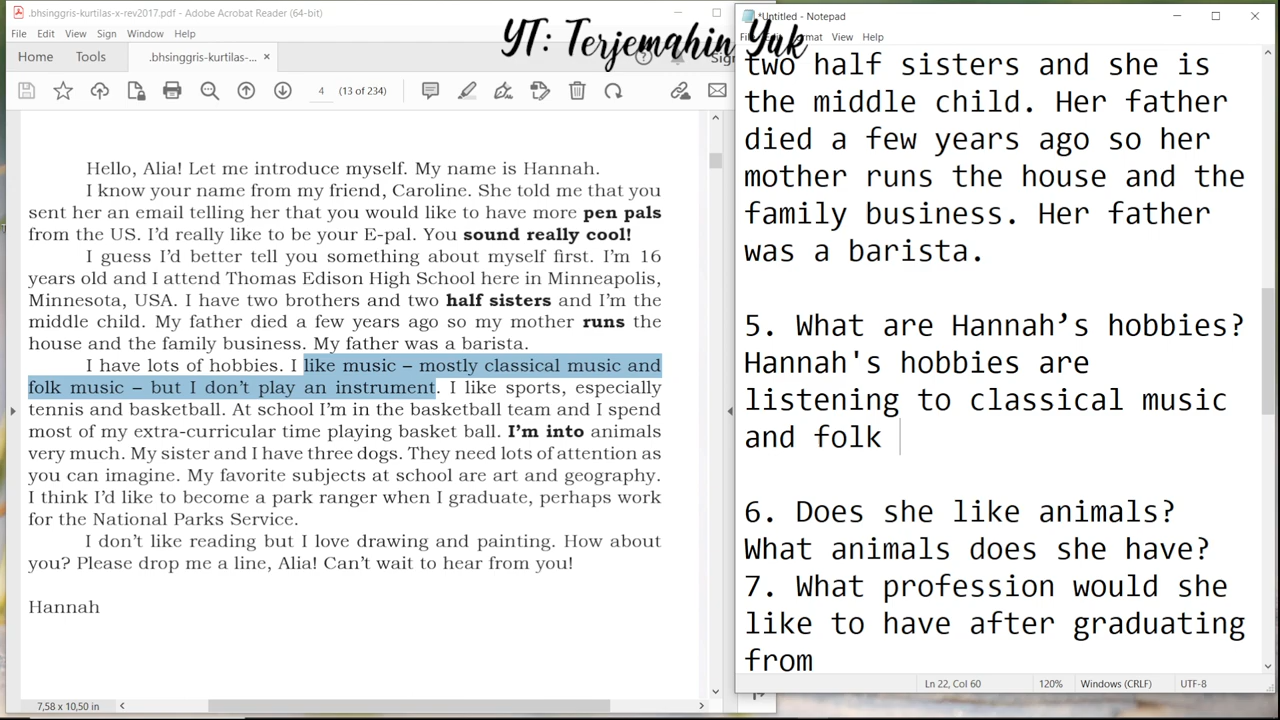 .bhsinggris-kurtilas-x-rev2017.pdf - Adobe Acrobat Reader (64-bit)
File Edit View Sign Window Help
Home Tools .bhsinggris-kurtilas-... ×
4 (13 of 234)
Hello, Alia! Let me introduce myself. My name is Hannah.
I know your name from my friend, Caroline. She told me that you
sent her an email telling her that you would like to have more pen pals
from the US. I’d really like to be your E-pal. You sound really cool!
I guess I’d better tell you something about myself first. I’m 16
years old and I attend Thomas Edison High School here in Minneapolis,
Minnesota, USA. I have two brothers and two half sisters and I’m the
middle child. My father died a few years ago so my mother runs the
house and the family business. My father was a barista.
I have lots of hobbies. I like music – mostly classical music and
folk music – but I don’t play an instrument. I like sports, especially
tennis and basketball. At school I’m in the basketball team and I spend
most of my extra-curricular time playing basket ball. I’m into animals
very much. My sister and I have three dogs. They need lots of attention as
you can imagine. My favorite subjects at school are art and geography.
I think I’d like to become a park ranger when I graduate, perhaps work
for the National Parks Service.
I don’t like reading but I love drawing and painting. How about
you? Please drop me a line, Alia! Can’t wait to hear from you!
Hannah
7,58 x 10,50 in
YT: Terjemahin Yuk
*Untitled - Notepad
View Help
two half sisters and she is
the middle child. Her father
died a few years ago so her
mother runs the house and the
family business. Her father
was a barista.
5. What are Hannah’s hobbies?
Hannah's hobbies are
listening to classical music
and folk
6. Does she like animals?
What animals does she have?
7. What profession would she
like to have after graduating
from
Ln 22, Col 60 120% Windows (CRLF) UTF-8